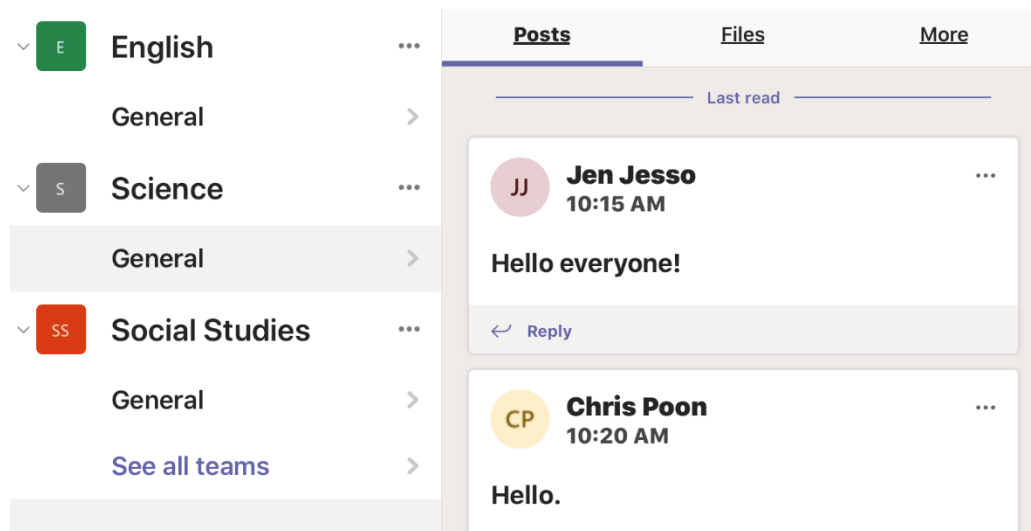 E English
General
S Science
General
SS Social Studies
General
See all teams
Posts Files More
Last read
JJ Jen Jesso
10:15 AM
Hello everyone!
Reply
CP Chris Poon
10:20 AM
Hello.